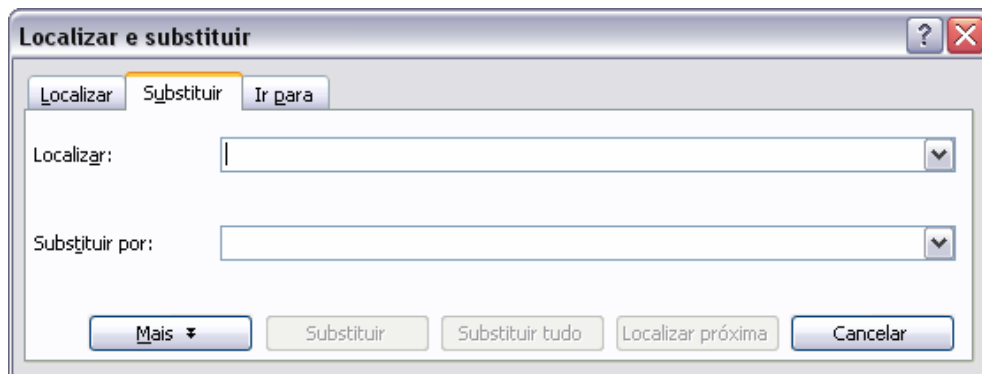 Localizar e substituir
Localizar Substituir Ir para
Localizar:
Substituir por:
Mais Substituir Substituir tudo Localizar próxima Cancelar